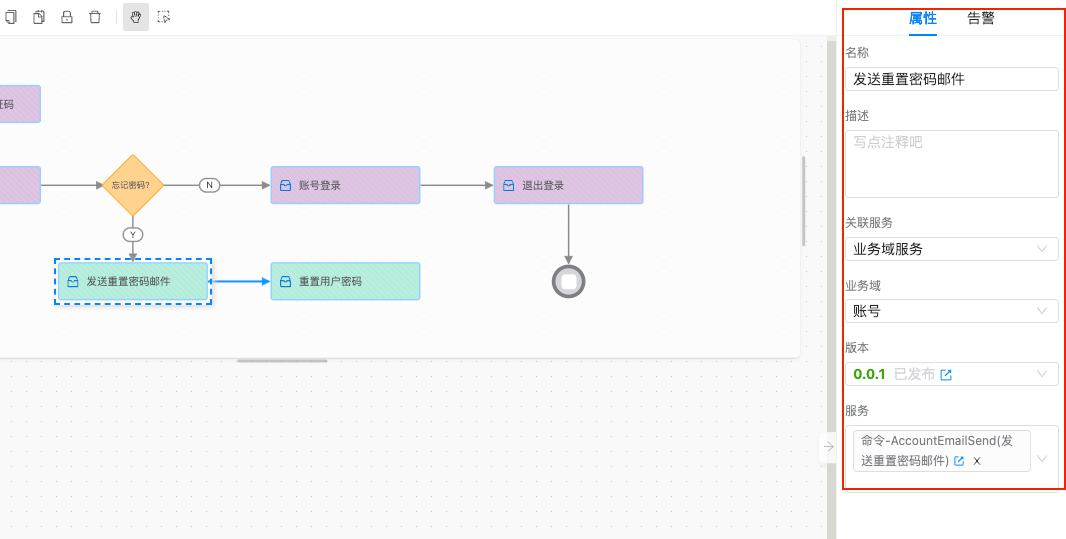 属性 告警
名称
发送重置密码邮件
描述
写点注释吧
关联服务
业务域服务
业务域
账号
版本
0.0.1 已发布
服务
命令-AccountEmailSend(发
送重置密码邮件)
忘记密码?
N
账号登录
退出登录
Y
发送重置密码邮件
重置用户密码